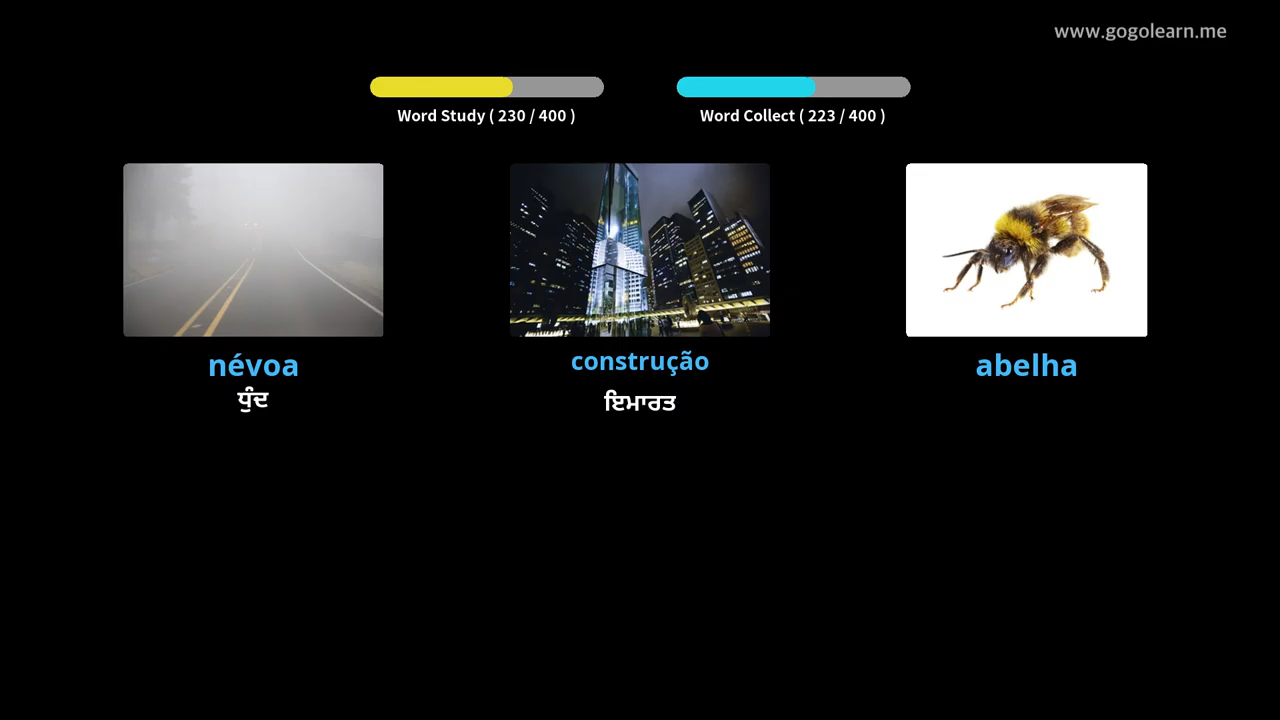 www.gogolearn.me
Word Study ( 230 / 400 )
Word Collect ( 223 / 400 )
névoa
construção
abelha
ਧੁੰਦ
ਇਮਾਰਤ